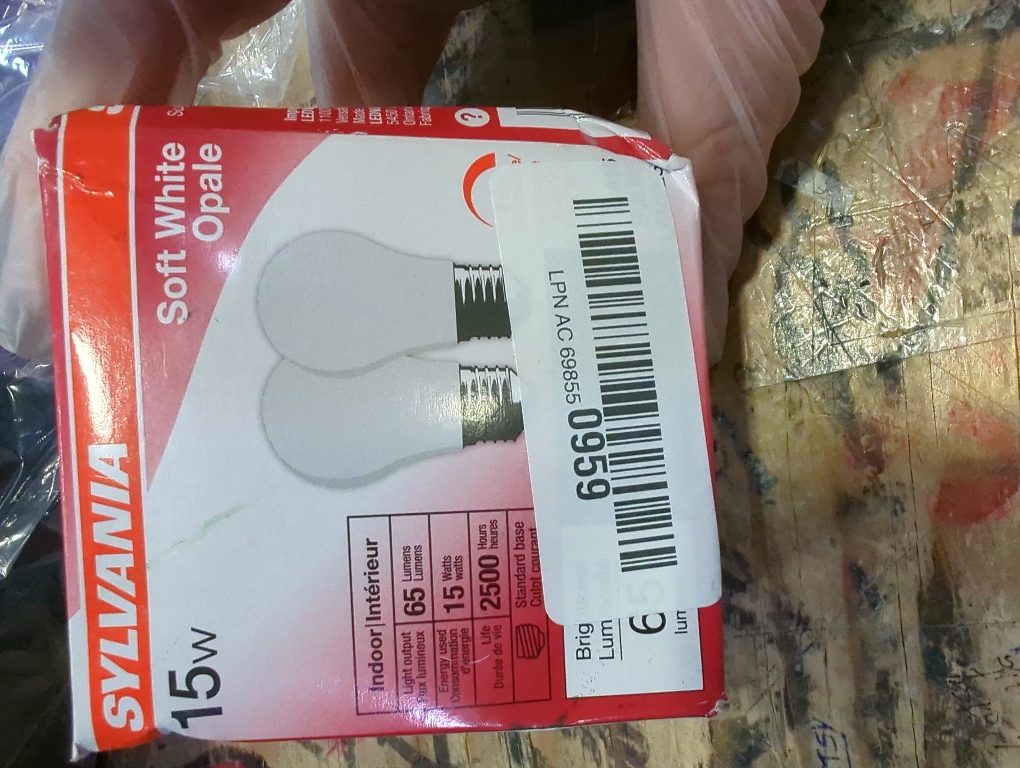 SYLVANIA
15W
Soft White
Opale
Indoor | Intérieur
Light output
Flux lumineux
65 Lumens
Lumens
Energy used
Consommation
d'énergie
15 Watts
watts
Life
Durée de vie
2500 Hours
heures
Standard base
Culot courant
LPN AC 69855 0959
?